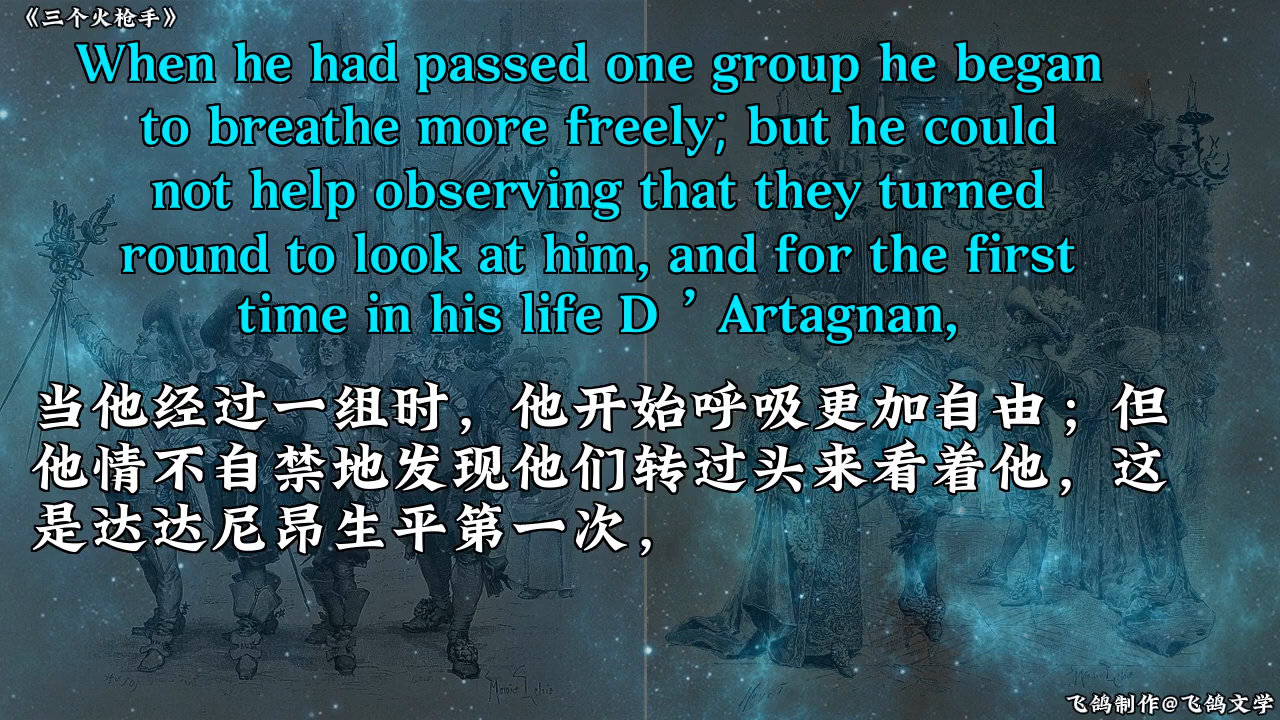 《三个火枪手》
When he had passed one group he began
to breathe more freely; but he could
not help observing that they turned
round to look at him, and for the first
time in his life D ’ Artagnan,
当他经过一组时，他开始呼吸更加自由；但
他情不自禁地发现他们转过头来看着他，这
是达达尼昂生平第一次，
飞鸽制作@飞鸽文学